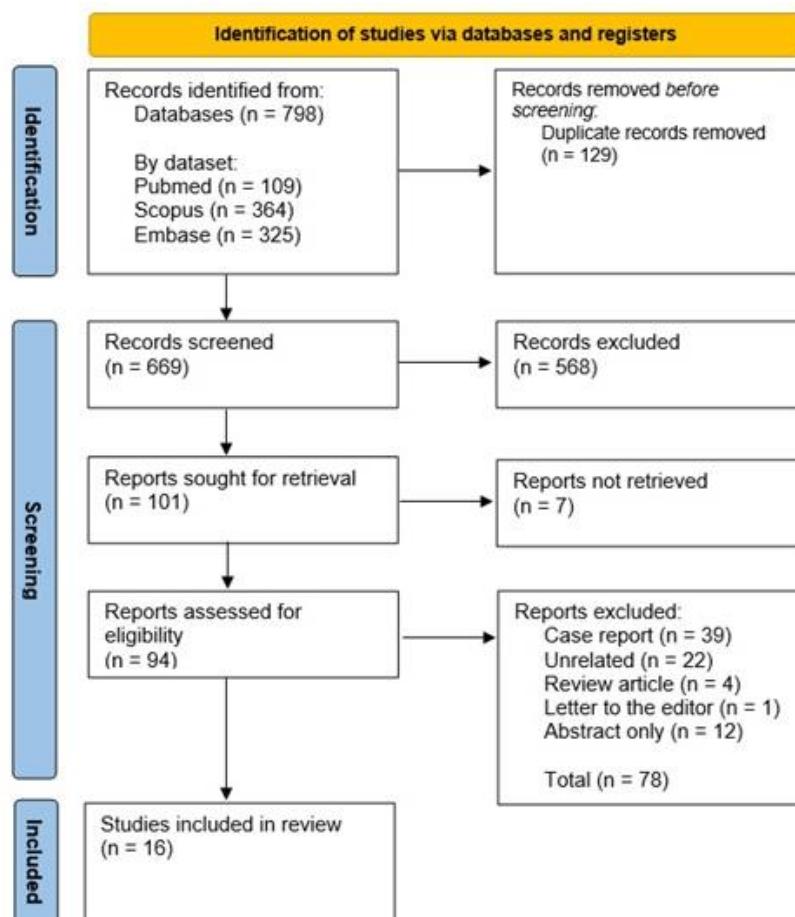 Identification of studies via databases and registers
Identification
Records identified from:
Databases (n = 798)
By dataset:
Pubmed (n = 109)
Scopus (n = 364)
Embase (n = 325)
Records removed before
screening:
Duplicate records removed
(n = 129)
Screening
Records screened
(n = 669)
Records excluded
(n = 568)
Reports sought for retrieval
(n = 101)
Reports not retrieved
(n = 7)
Reports assessed for
eligibility
(n = 94)
Reports excluded:
Case report (n = 39)
Unrelated (n = 22)
Review article (n = 4)
Letter to the editor (n = 1)
Abstract only (n = 12)
Total (n = 78)
Included
Studies included in review
(n = 16)